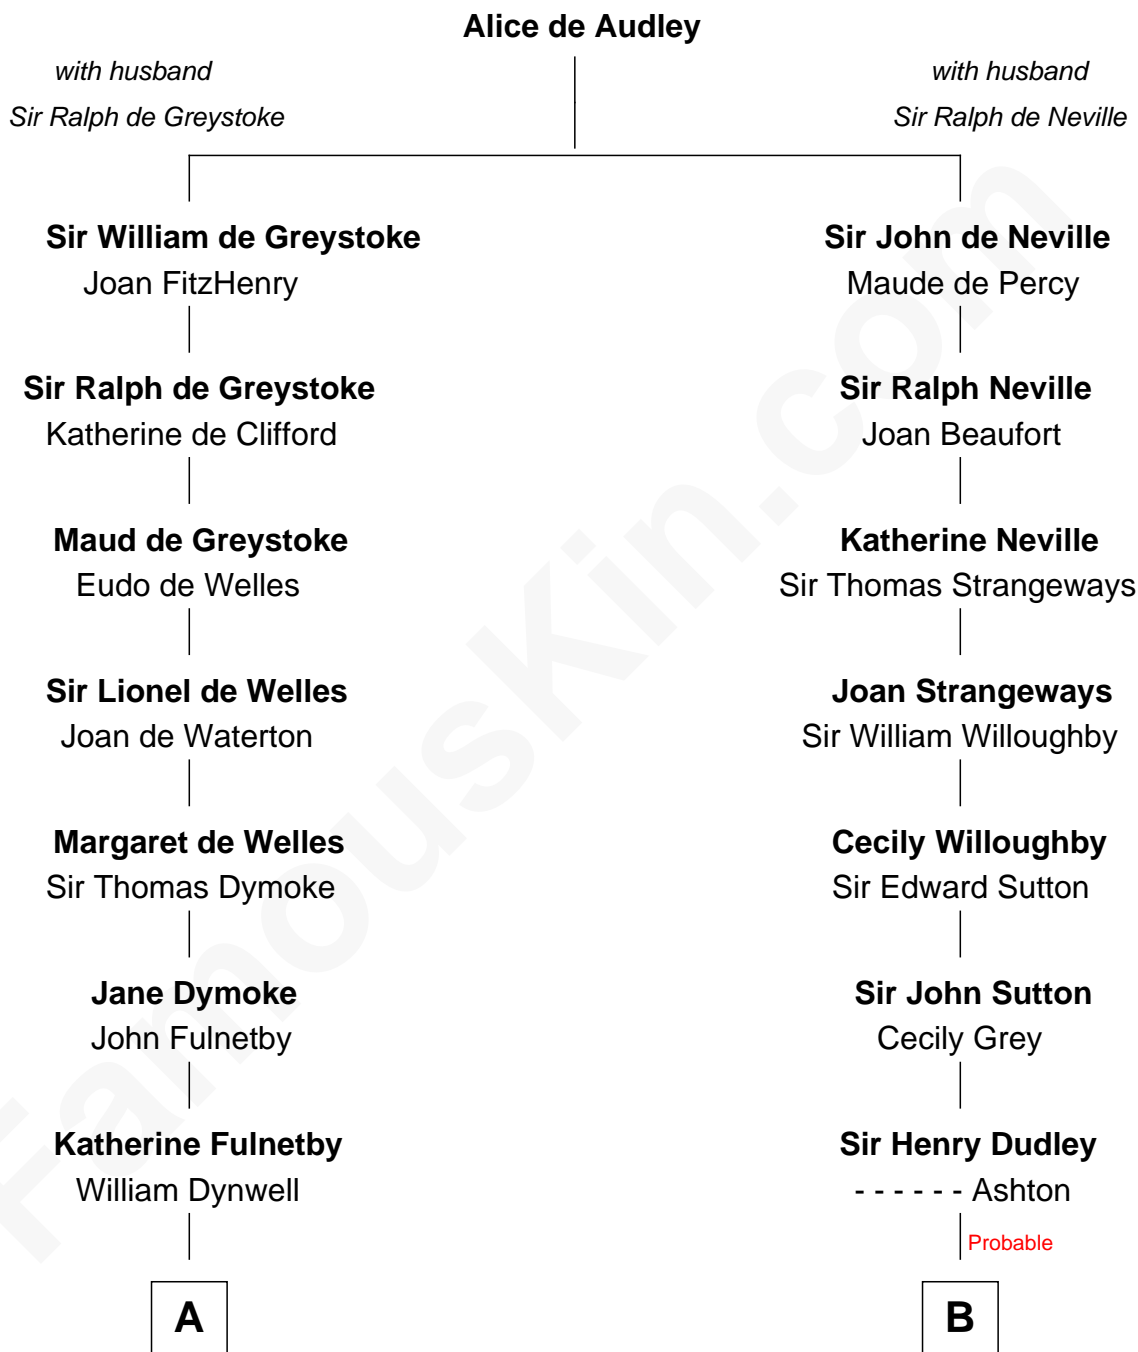 Alice de Audley
with husband
Sir Ralph de Greystoke
with husband
Sir Ralph de Neville
Sir William de Greystoke
Joan FitzHenry
Sir John de Neville
Maude de Percy
Sir Ralph de Greystoke
Katherine de Clifford
Sir Ralph Neville
Joan Beaufort
Maud de Greystoke
Eudo de Welles
Katherine Neville
Sir Thomas Strangeways
Sir Lionel de Welles
Joan de Waterton
Joan Strangeways
Sir William Willoughby
Margaret de Welles
Sir Thomas Dymoke
Cecily Willoughby
Sir Edward Sutton
Jane Dymoke
John Fulnetby
Sir John Sutton
Cecily Grey
Katherine Fulnetby
William Dynwell
Sir Henry Dudley
- - - - - - Ashton
Probable
A
B
FamousKin.com